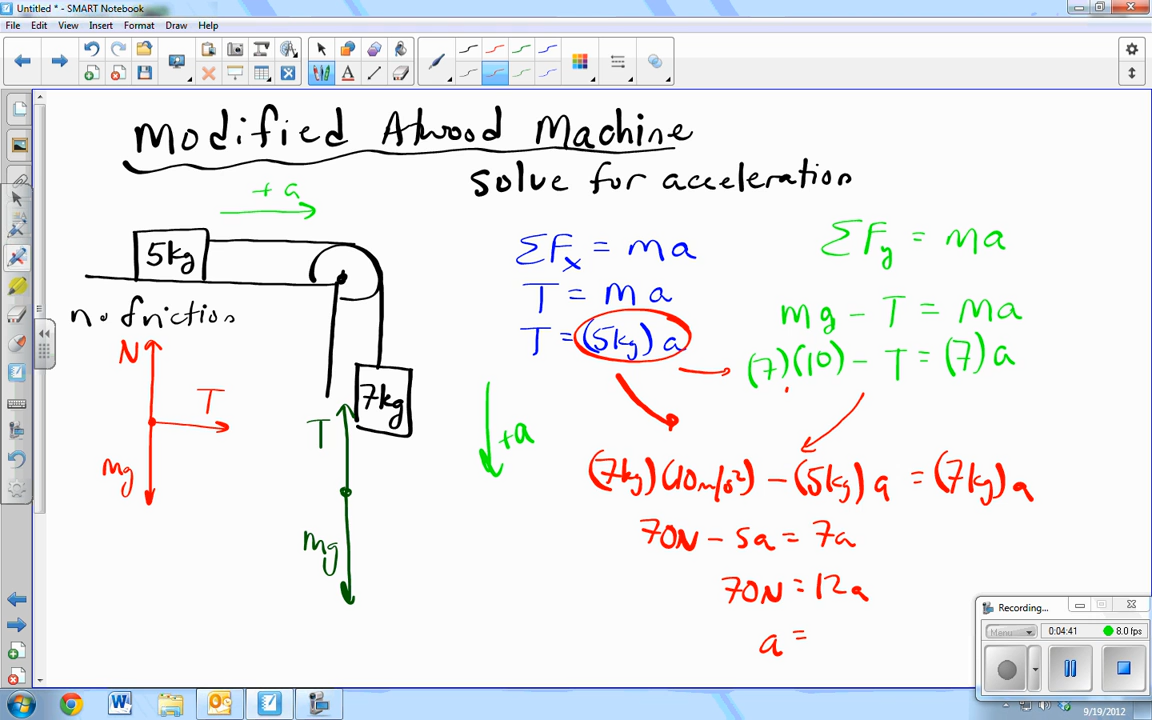 Untitled * - SMART Notebook
File Edit View Insert Format Tools Draw Help
Modified Atwood Machine
solve for acceleration
+ a
5kg
no friction
N
T
mg
7kg
T
mg
+a
ΣFx = ma
T = ma
T = (5kg) a
ΣFy = ma
mg - T = ma
(7)(10) - T = (7)a
(7kg)(10m/s²) - (5kg)a = (7kg)a
70N - 5a = 7a
70N = 12a
a =
Recording...
Menu
0:04:41
8.0 fps
9/19/2012